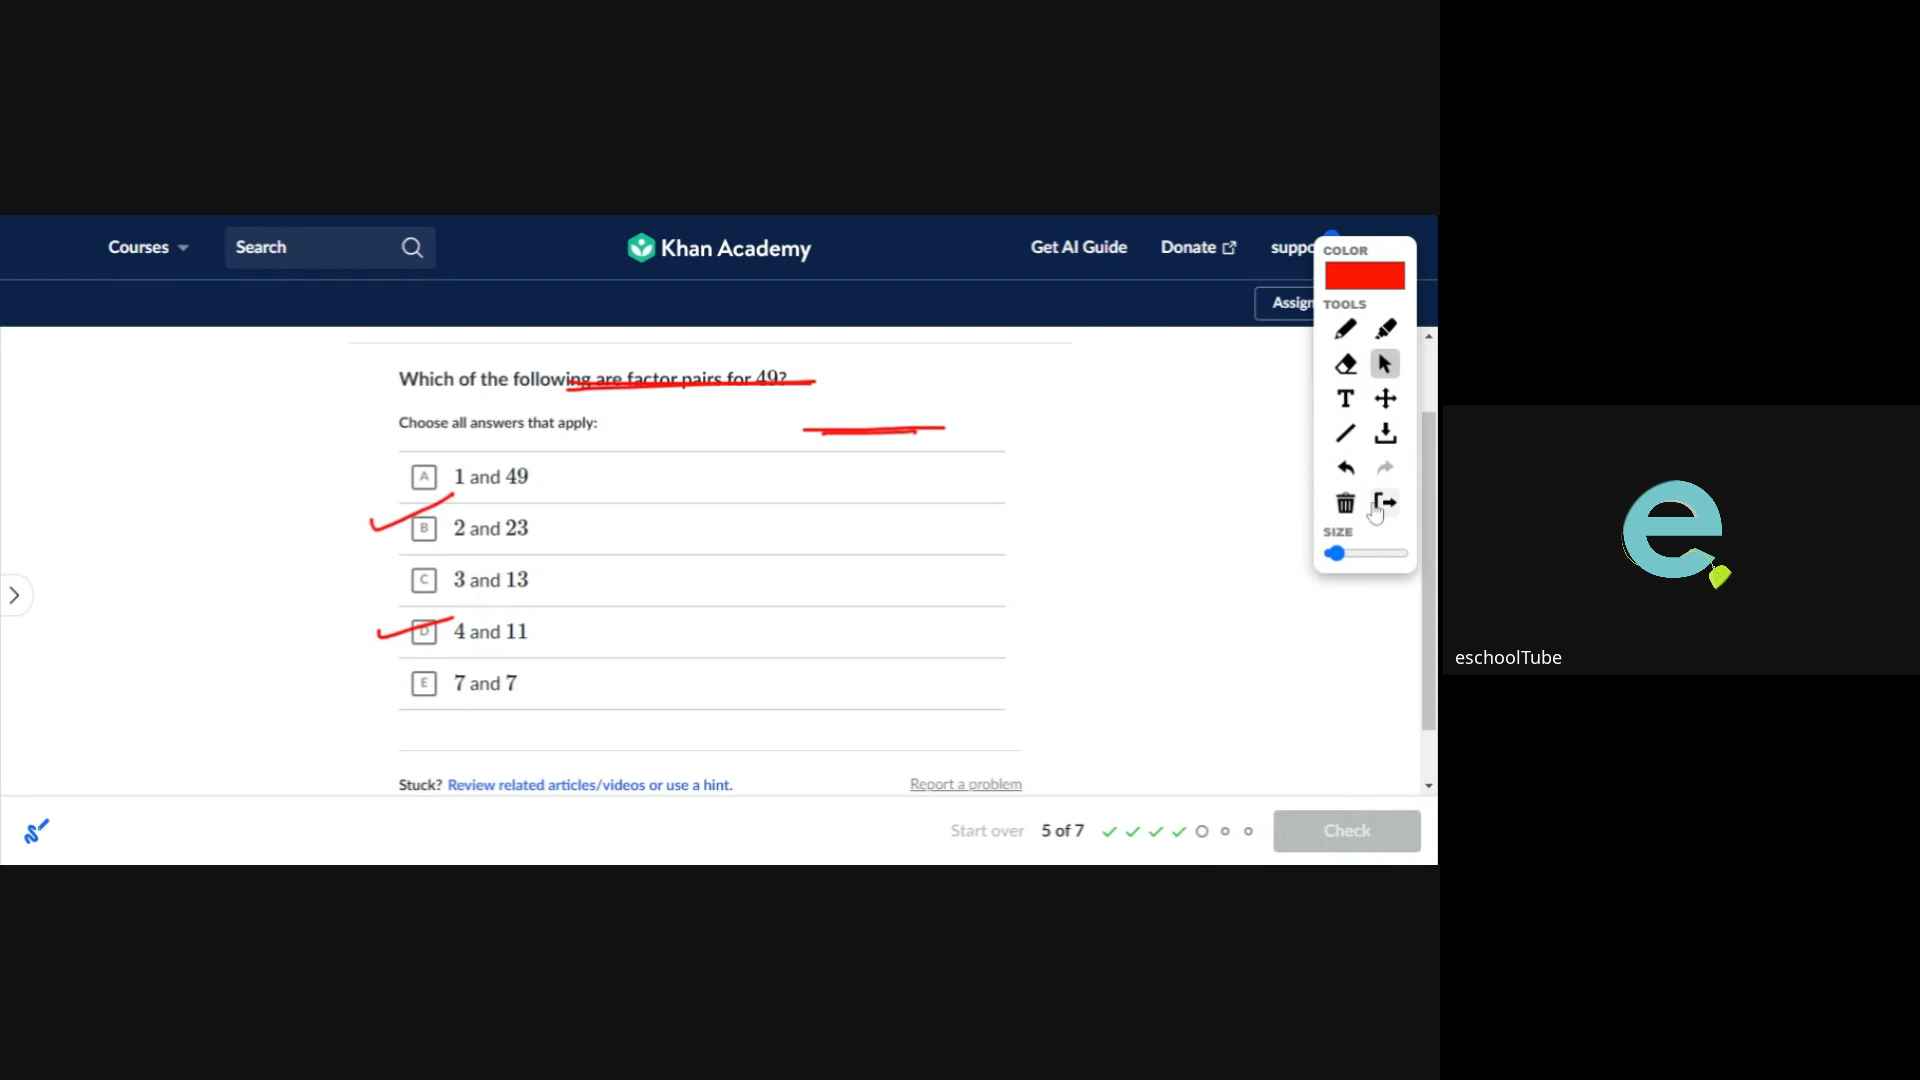 Courses
Search
Khan Academy
Get AI Guide
Donate
suppo
Assign
COLOR
TOOLS
T
SIZE
Which of the following are factor pairs for 49?
Choose all answers that apply:
A 1 and 49
B 2 and 23
C 3 and 13
D 4 and 11
E 7 and 7
Stuck? Review related articles/videos or use a hint.
Report a problem
Start over 5 of 7
Check
e
eschoolTube